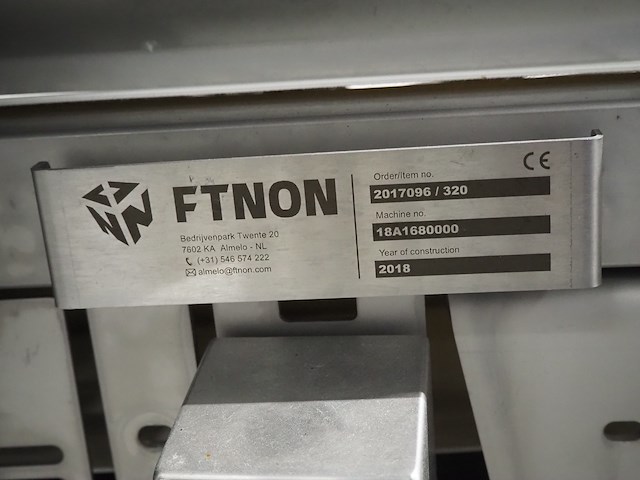 FTNON
Bedrijvenpark Twente 20
7602 KA Almelo - NL
(+31) 546 574 222
almelo@ftnon.com
CE
Order/item no.
2017096 / 320
Machine no.
18A1680000
Year of construction
2018